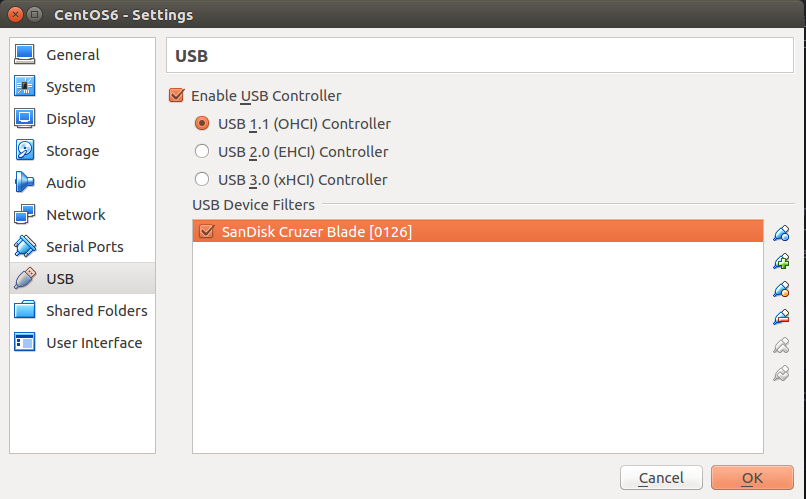 CentOS6 - Settings
General
System
Display
Storage
Audio
Network
Serial Ports
USB
Shared Folders
User Interface
USB
Enable USB Controller
USB 1.1 (OHCI) Controller
USB 2.0 (EHCI) Controller
USB 3.0 (xHCI) Controller
USB Device Filters
SanDisk Cruzer Blade [0126]
Cancel
OK